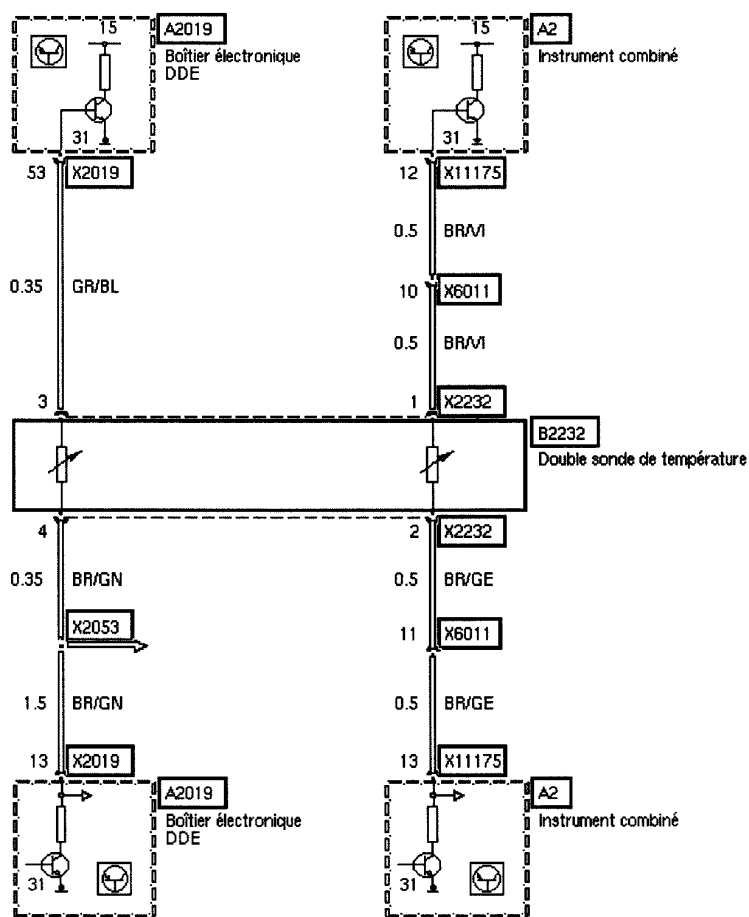 15
A2019
Boîtier électronique
DDE
31
15
A2
Instrument combiné
31
53
X2019
12
X11175
0.5
BR/VI
0.35
GR/BL
10
X6011
0.5
BR/VI
3
1
X2232
B2232
Double sonde de température
4
2
X2232
0.35
BR/GN
0.5
BR/GE
X2053
11
X6011
1.5
BR/GN
0.5
BR/GE
13
X2019
13
X11175
A2019
Boîtier électronique
DDE
31
A2
Instrument combiné
31